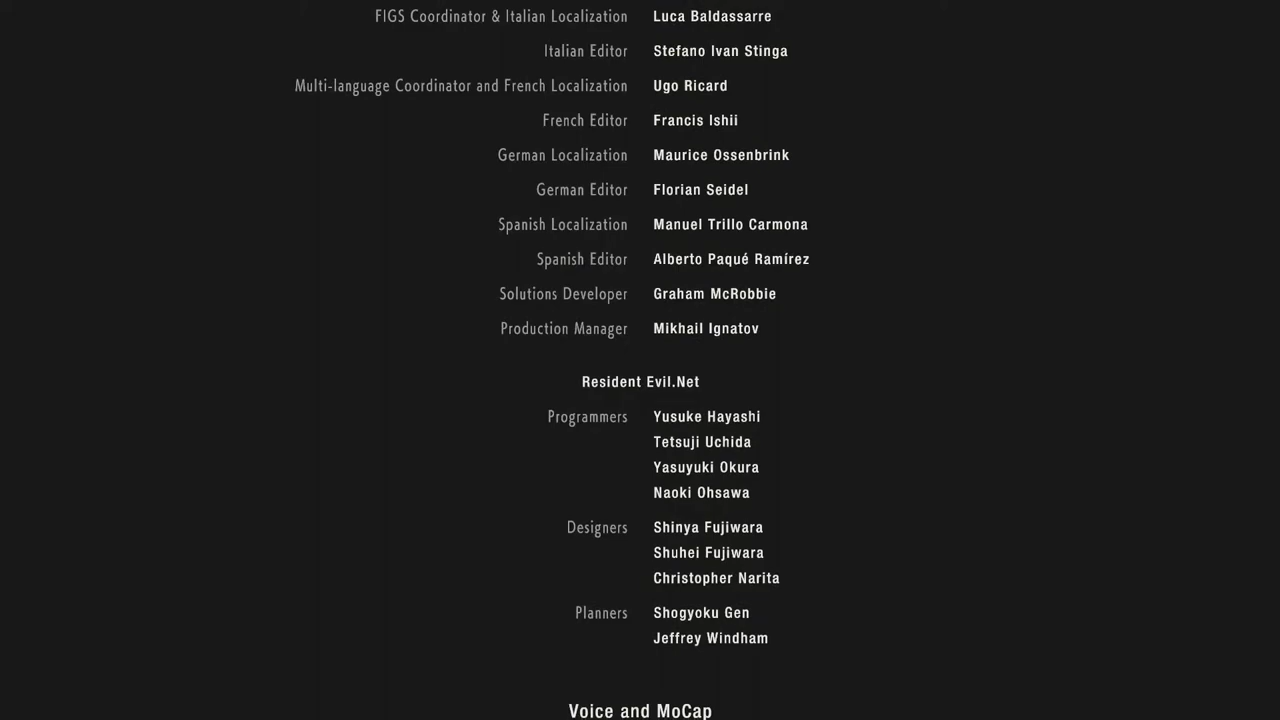 FIGS Coordinator & Italian Localization Luca Baldassarre
Italian Editor Stefano Ivan Stinga
Multi-language Coordinator and French Localization Ugo Ricard
French Editor Francis Ishii
German Localization Maurice Ossenbrink
German Editor Florian Seidel
Spanish Localization Manuel Trillo Carmona
Spanish Editor Alberto Paqué Ramírez
Solutions Developer Graham McRobbie
Production Manager Mikhail Ignatov
Resident Evil.Net
Programmers Yusuke Hayashi
Tetsuji Uchida
Yasuyuki Okura
Naoki Ohsawa
Designers Shinya Fujiwara
Shuhei Fujiwara
Christopher Narita
Planners Shogyoku Gen
Jeffrey Windham
Voice and MoCap